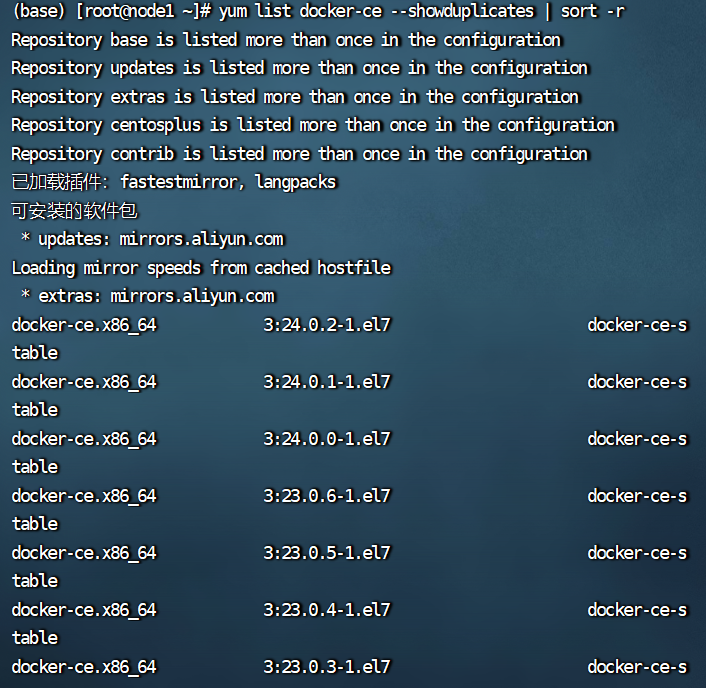 (base) [root@node1 ~]# yum list docker-ce --showduplicates | sort -r
Repository base is listed more than once in the configuration
Repository updates is listed more than once in the configuration
Repository extras is listed more than once in the configuration
Repository centosplus is listed more than once in the configuration
Repository contrib is listed more than once in the configuration
已加载插件：fastestmirror, langpacks
可安装的软件包
 * updates: mirrors.aliyun.com
Loading mirror speeds from cached hostfile
 * extras: mirrors.aliyun.com
docker-ce.x86_64            3:24.0.2-1.el7                      docker-ce-s
table
docker-ce.x86_64            3:24.0.1-1.el7                      docker-ce-s
table
docker-ce.x86_64            3:24.0.0-1.el7                      docker-ce-s
table
docker-ce.x86_64            3:23.0.6-1.el7                      docker-ce-s
table
docker-ce.x86_64            3:23.0.5-1.el7                      docker-ce-s
table
docker-ce.x86_64            3:23.0.4-1.el7                      docker-ce-s
table
docker-ce.x86_64            3:23.0.3-1.el7                      docker-ce-s